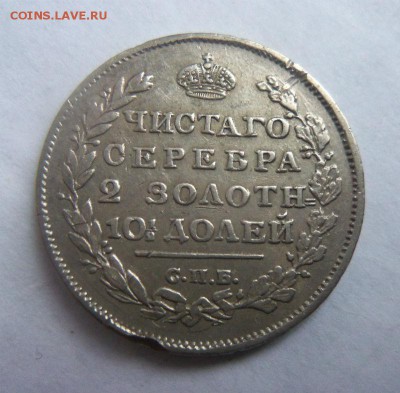 COINS.LAVE.RU
ЧИСТАГО
СЕРЕБРА
2 ЗОЛОТН
10½ ДОЛЕЙ
С.П.Б.